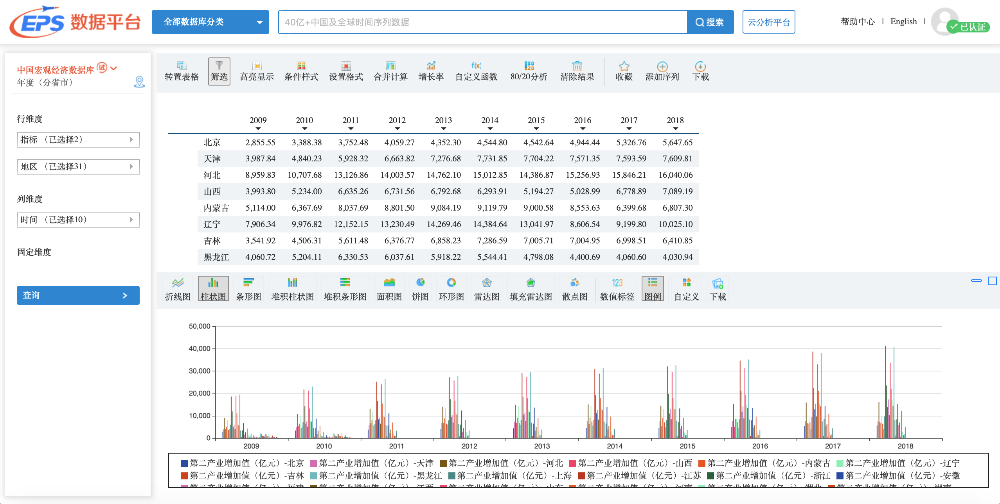 EPS 数据平台
全部数据库分类
40亿+中国及全球时间序列数据
搜索
云分析平台
帮助中心 | English |
已认证
中国宏观经济数据库 试
年度（分省市）
行维度
指标 （已选择2）
地区 （已选择31）
列维度
时间 （已选择10）
固定维度
查询
转置表格 筛选 高亮显示 条件样式 设置格式 合并计算 增长率 自定义函数 80/20分析 清除结果 收藏 添加序列 下载
2009 2010 2011 2012 2013 2014 2015 2016 2017 2018
北京 2,855.55 3,388.38 3,752.48 4,059.27 4,352.30 4,544.80 4,542.64 4,944.44 5,326.76 5,647.65
天津 3,987.84 4,840.23 5,928.32 6,663.82 7,276.68 7,731.85 7,704.22 7,571.35 7,593.59 7,609.81
河北 8,959.83 10,707.68 13,126.86 14,003.57 14,762.10 15,012.85 14,386.87 15,256.93 15,846.21 16,040.06
山西 3,993.80 5,234.00 6,635.26 6,731.56 6,792.68 6,293.91 5,194.27 5,028.99 6,778.89 7,089.19
内蒙古 5,114.00 6,367.69 8,037.69 8,801.50 9,084.19 9,119.79 9,000.58 8,553.63 6,399.68 6,807.30
辽宁 7,906.34 9,976.82 12,152.15 13,230.49 14,269.46 14,384.64 13,041.97 8,606.54 9,199.80 10,025.10
吉林 3,541.92 4,506.31 5,611.48 6,376.77 6,858.23 7,286.59 7,005.71 7,004.95 6,998.51 6,410.85
黑龙江 4,060.72 5,204.11 6,330.53 6,037.61 5,918.22 5,544.41 4,798.08 4,400.69 4,060.60 4,030.94
折线图 柱状图 条形图 堆积柱状图 堆积条形图 面积图 饼图 环形图 雷达图 填充雷达图 散点图 数值标签 图例 自定义 下载
50,000
40,000
30,000
20,000
10,000
0
2009 2010 2011 2012 2013 2014 2015 2016 2017 2018
第二产业增加值（亿元）-北京 第二产业增加值（亿元）-天津 第二产业增加值（亿元）-河北 第二产业增加值（亿元）-山西 第二产业增加值（亿元）-内蒙古 第二产业增加值（亿元）-辽宁
第二产业增加值（亿元）-吉林 第二产业增加值（亿元）-黑龙江 第二产业增加值（亿元）-上海 第二产业增加值（亿元）-江苏 第二产业增加值（亿元）-浙江 第二产业增加值（亿元）-安徽